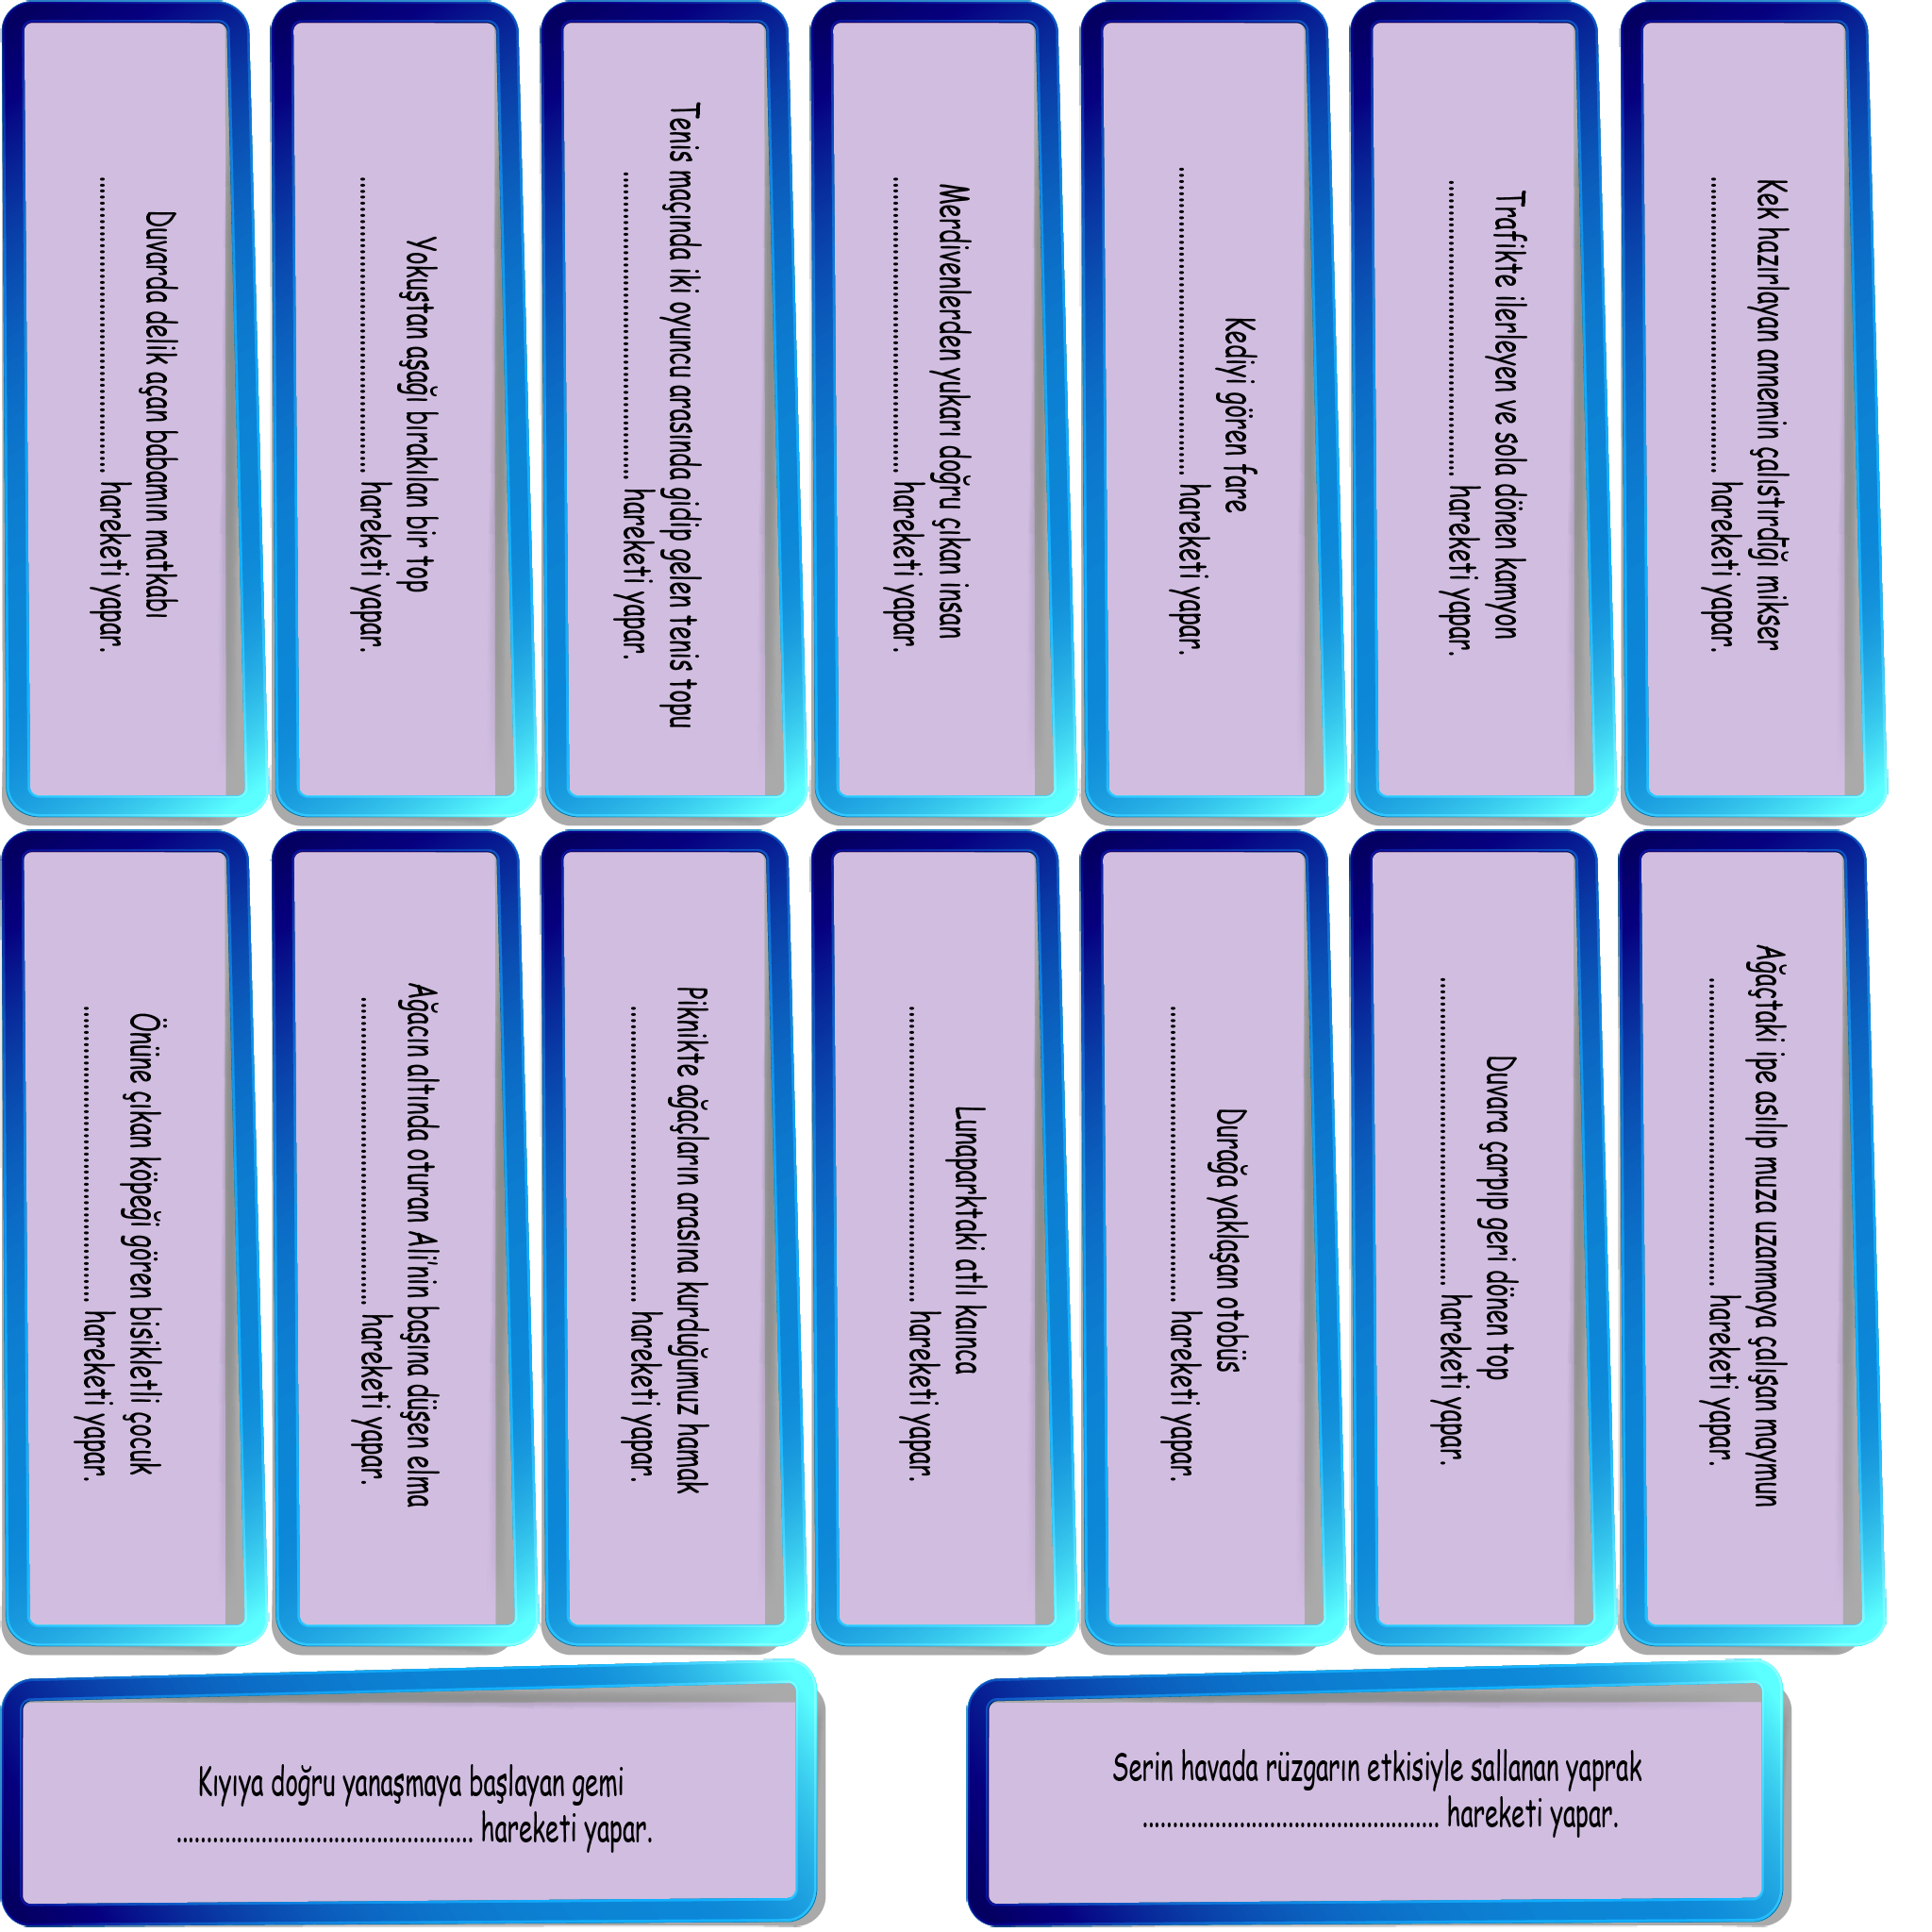 Duvarda delik açan babamın matkabı
................................................ hareketi yapar.
Yokuştan aşağı bırakılan bir top
................................................ hareketi yapar.
Tenis maçında iki oyuncu arasında gidip gelen tenis topu
................................................ hareketi yapar.
Merdivenlerden yukarı doğru çıkan insan
................................................ hareketi yapar.
Kediyi gören fare
................................................ hareketi yapar.
Trafikte ilerleyen ve sola dönen kamyon
................................................ hareketi yapar.
Kek hazırlayan annemin çalıstırdığı mikser
................................................ hareketi yapar.
Önüne çıkan köpeği gören bisikletli çocuk
................................................ hareketi yapar.
Ağacın altında oturan Ali'nin başına düşen elma
................................................ hareketi yapar.
Piknikte ağaçların arasına kurduğumuz hamak
................................................ hareketi yapar.
Lunaparktaki atlı kaınca
................................................ hareketi yapar.
Durağa yaklaşan otobüs
................................................ hareketi yapar.
Duvara çarpıp geri dönen top
................................................ hareketi yapar.
Ağaçtaki ipe aslıp muza uzanmaya çalışan maymun
................................................ hareketi yapar.
Kıyıya doğru yanaşmaya başlayan gemi
................................................ hareketi yapar.
Serin havada rüzgarın etkisiyle sallanan yaprak
................................................ hareketi yapar.